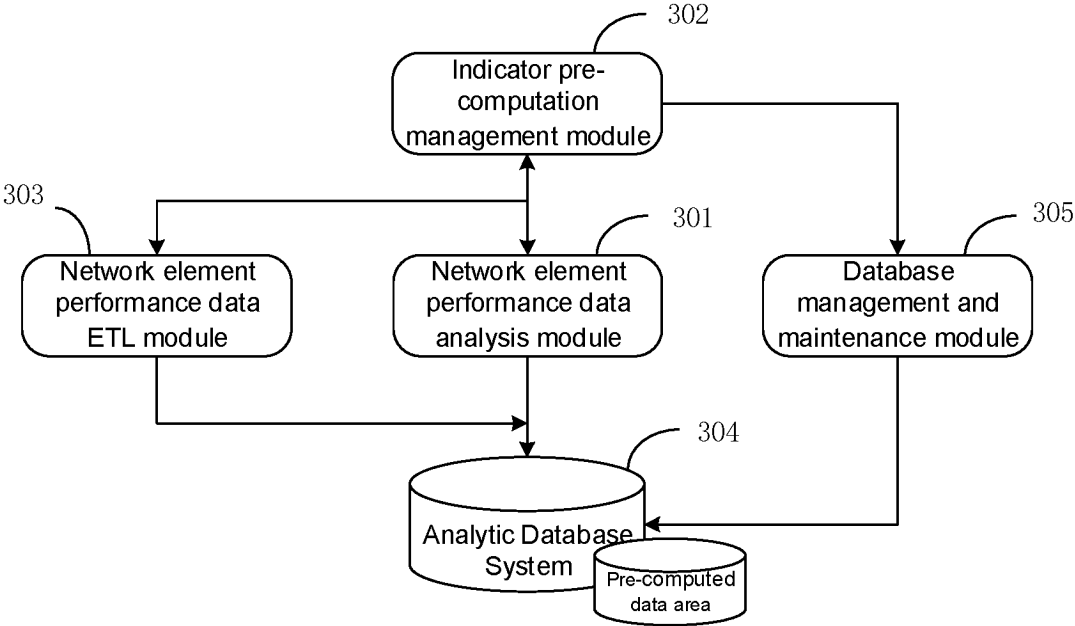 302
Indicator pre-
computation
management module
303
301
305
Network element
performance data
ETL module
Network element
performance data
analysis module
Database
management and
maintenance module
304
Analytic Database
System
Pre-computed
data area